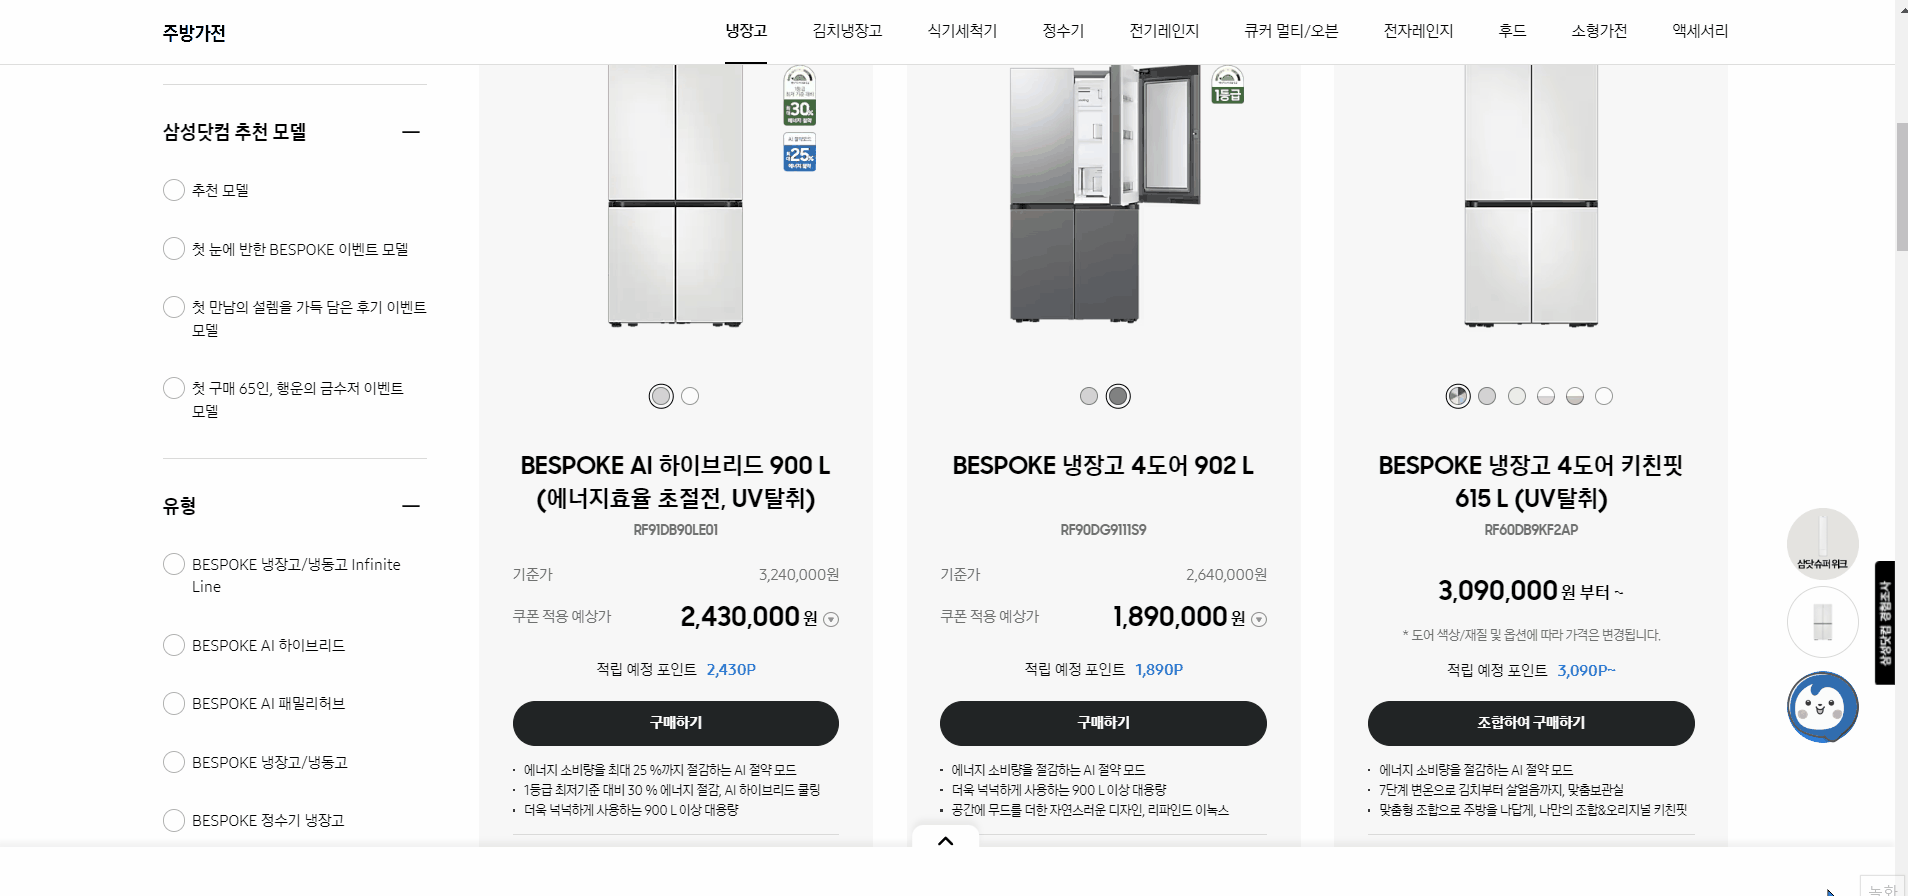 주방가전
냉장고
김치냉장고
식기세척기
정수기
전기레인지
큐커 멀티/오븐
전자레인지
후드
소형가전
액세서리
삼성닷컴 추천 모델
추천 모델
첫 눈에 반한 BESPOKE 이벤트 모델
첫 만남의 설렘을 가득 담은 후기 이벤트
모델
첫 구매 65인, 행운의 금수저 이벤트
모델
유형
BESPOKE 냉장고/냉동고 Infinite
Line
BESPOKE AI 하이브리드
BESPOKE AI 패밀리허브
BESPOKE 냉장고/냉동고
BESPOKE 정수기 냉장고
1등급
30%
에너지 절약
AI 절약모드
25%
에너지 절약
BESPOKE AI 하이브리드 900 L
(에너지효율 초절전, UV탈취)
RF91DB90LE01
기준가
3,240,000원
쿠폰 적용 예상가
2,430,000 원
적립 예정 포인트 2,430P
구매하기
· 에너지 소비량을 최대 25 %까지 절감하는 AI 절약 모드
· 1등급 최저기준 대비 30 % 에너지 절감, AI 하이브리드 쿨링
· 더욱 넉넉하게 사용하는 900 L 이상 대용량
1등급
BESPOKE 냉장고 4도어 902 L
RF90DG9111S9
기준가
2,640,000원
쿠폰 적용 예상가
1,890,000 원
적립 예정 포인트 1,890P
구매하기
· 에너지 소비량을 절감하는 AI 절약 모드
· 더욱 넉넉하게 사용하는 900 L 이상 대용량
· 공간에 무드를 더한 자연스러운 디자인, 리파인드 이녹스
BESPOKE 냉장고 4도어 키친핏
615 L (UV탈취)
RF60DB9KF2AP
3,090,000 원 부터 ~
* 도어 색상/재질 및 옵션에 따라 가격은 변경됩니다.
적립 예정 포인트 3,090P~
조합하여 구매하기
· 에너지 소비량을 절감하는 AI 절약 모드
· 7단계 변온으로 김치부터 살얼음까지, 맞춤보관실
· 맞춤형 조합으로 주방을 나답게, 나만의 조합&오리지널 키친핏
삼닷슈퍼위크
녹화